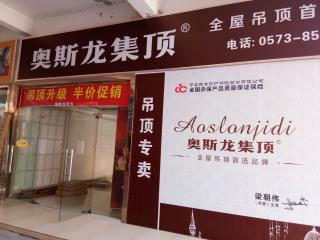 奥斯龙集顶®
全屋吊顶首
电话: 0573-85
吊顶升级 半价促销
吊顶专卖
全国承保产品质量保证保险
Aoslonjidi
奥斯龙集顶®
全屋吊顶首选品牌
梁朝伟